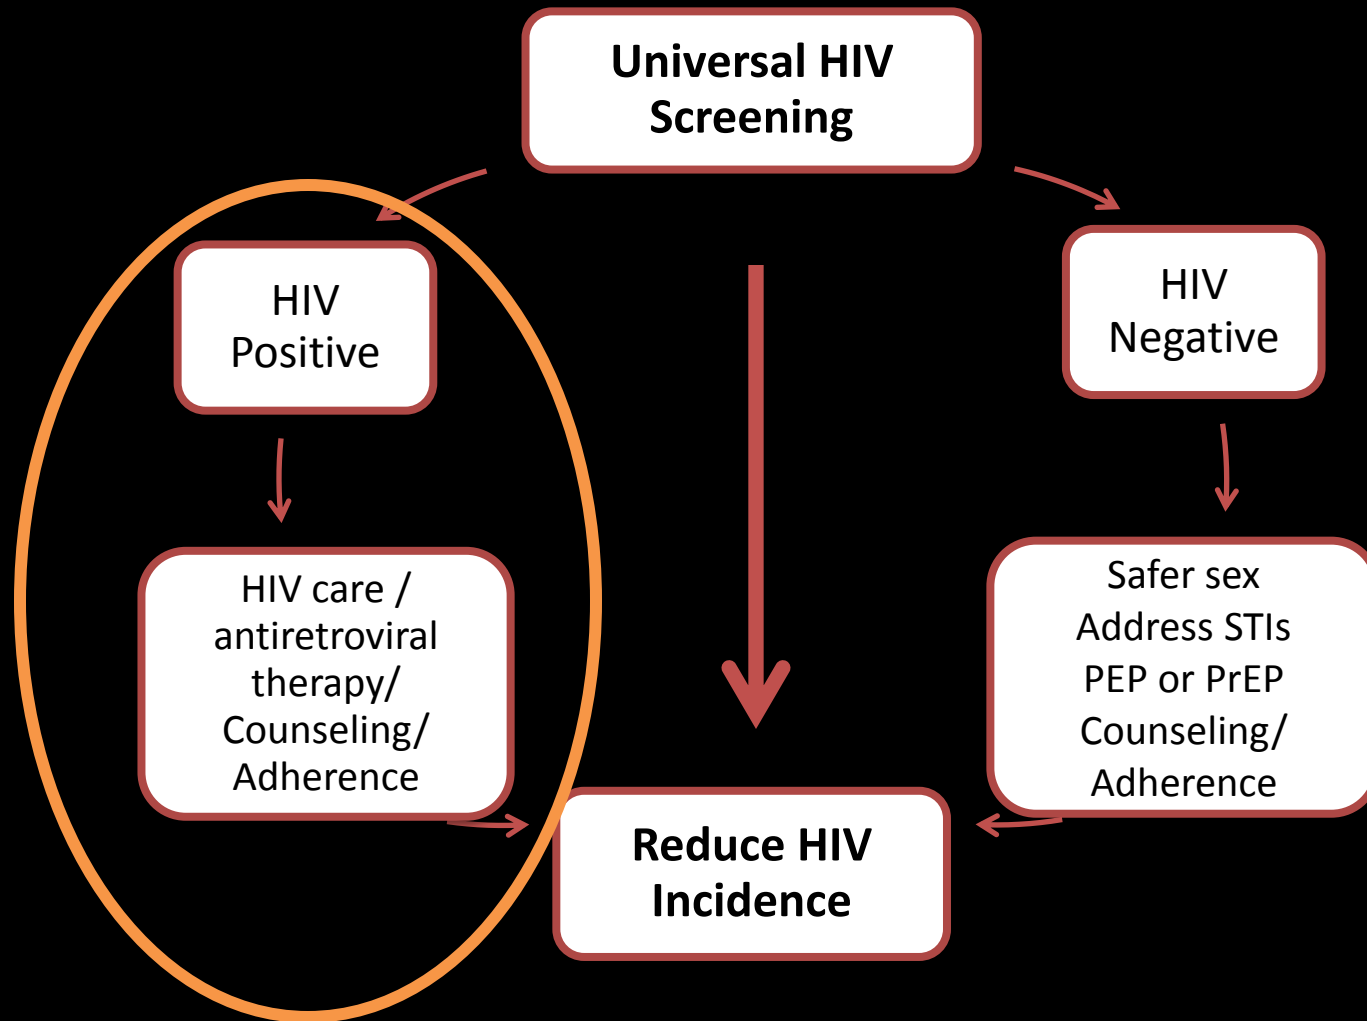 Universal HIV
Screening
HIV
Positive
HIV
Negative
HIV care /
antiretroviral
therapy/
Counseling/
Adherence
Safer sex
Address STIs
PEP or PrEP
Counseling/
Adherence
Reduce HIV
Incidence